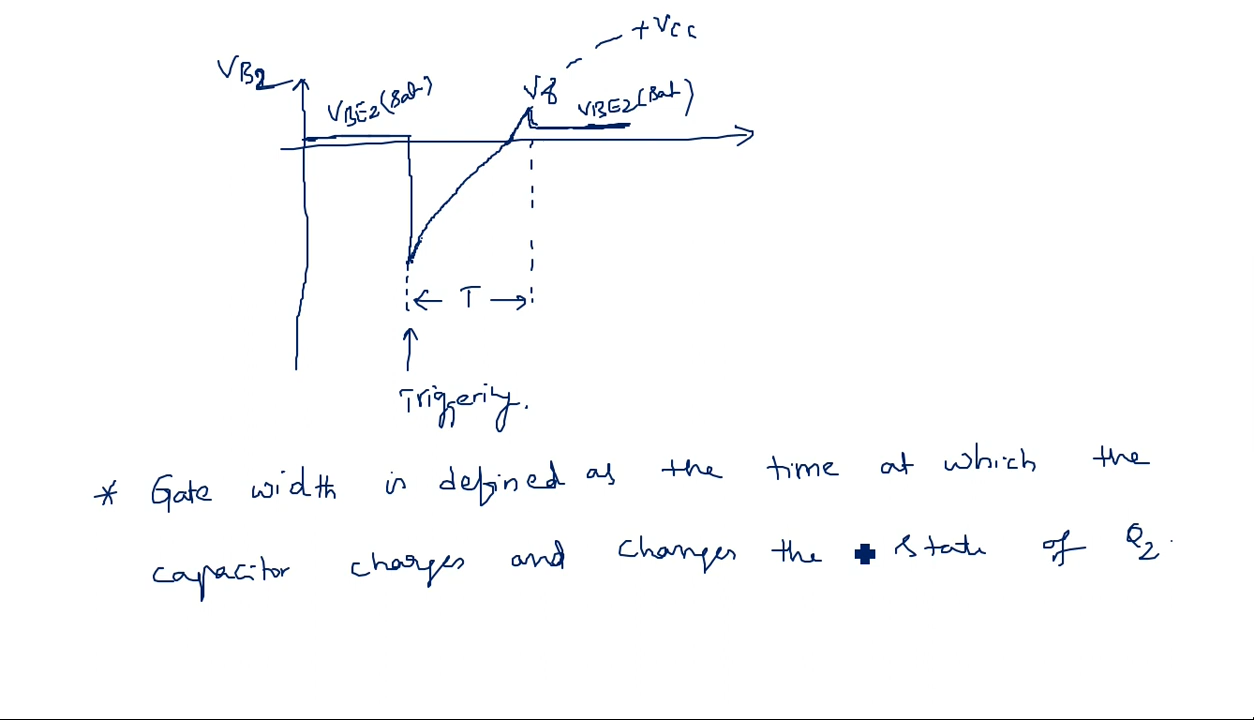 +VCC
VB2
VBE2(Sat)
Vγ
VBE2(Sat)
T
Triggering.
* Gate width is defined as the time at which the
capacitor charges and changes the state of Q2.